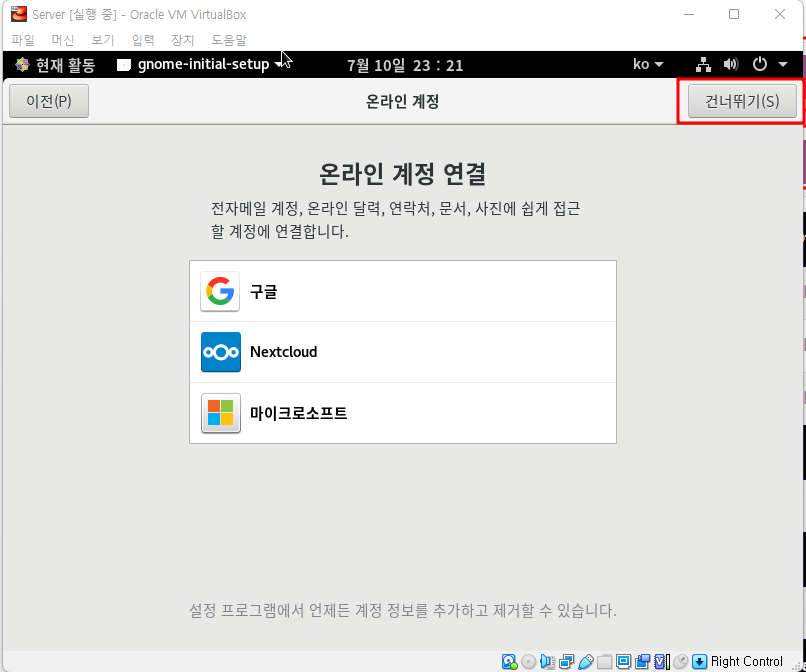 Server [실행 중] - Oracle VM VirtualBox
파일 머신 보기 입력 장치 도움말
현재 활동 gnome-initial-setup 7월 10일 23 : 21 ko
이전(P) 온라인 계정 건너뛰기(S)
온라인 계정 연결
전자메일 계정, 온라인 달력, 연락처, 문서, 사진에 쉽게 접근
할 계정에 연결합니다.
구글
Nextcloud
마이크로소프트
설정 프로그램에서 언제든 계정 정보를 추가하고 제거할 수 있습니다.
Right Control